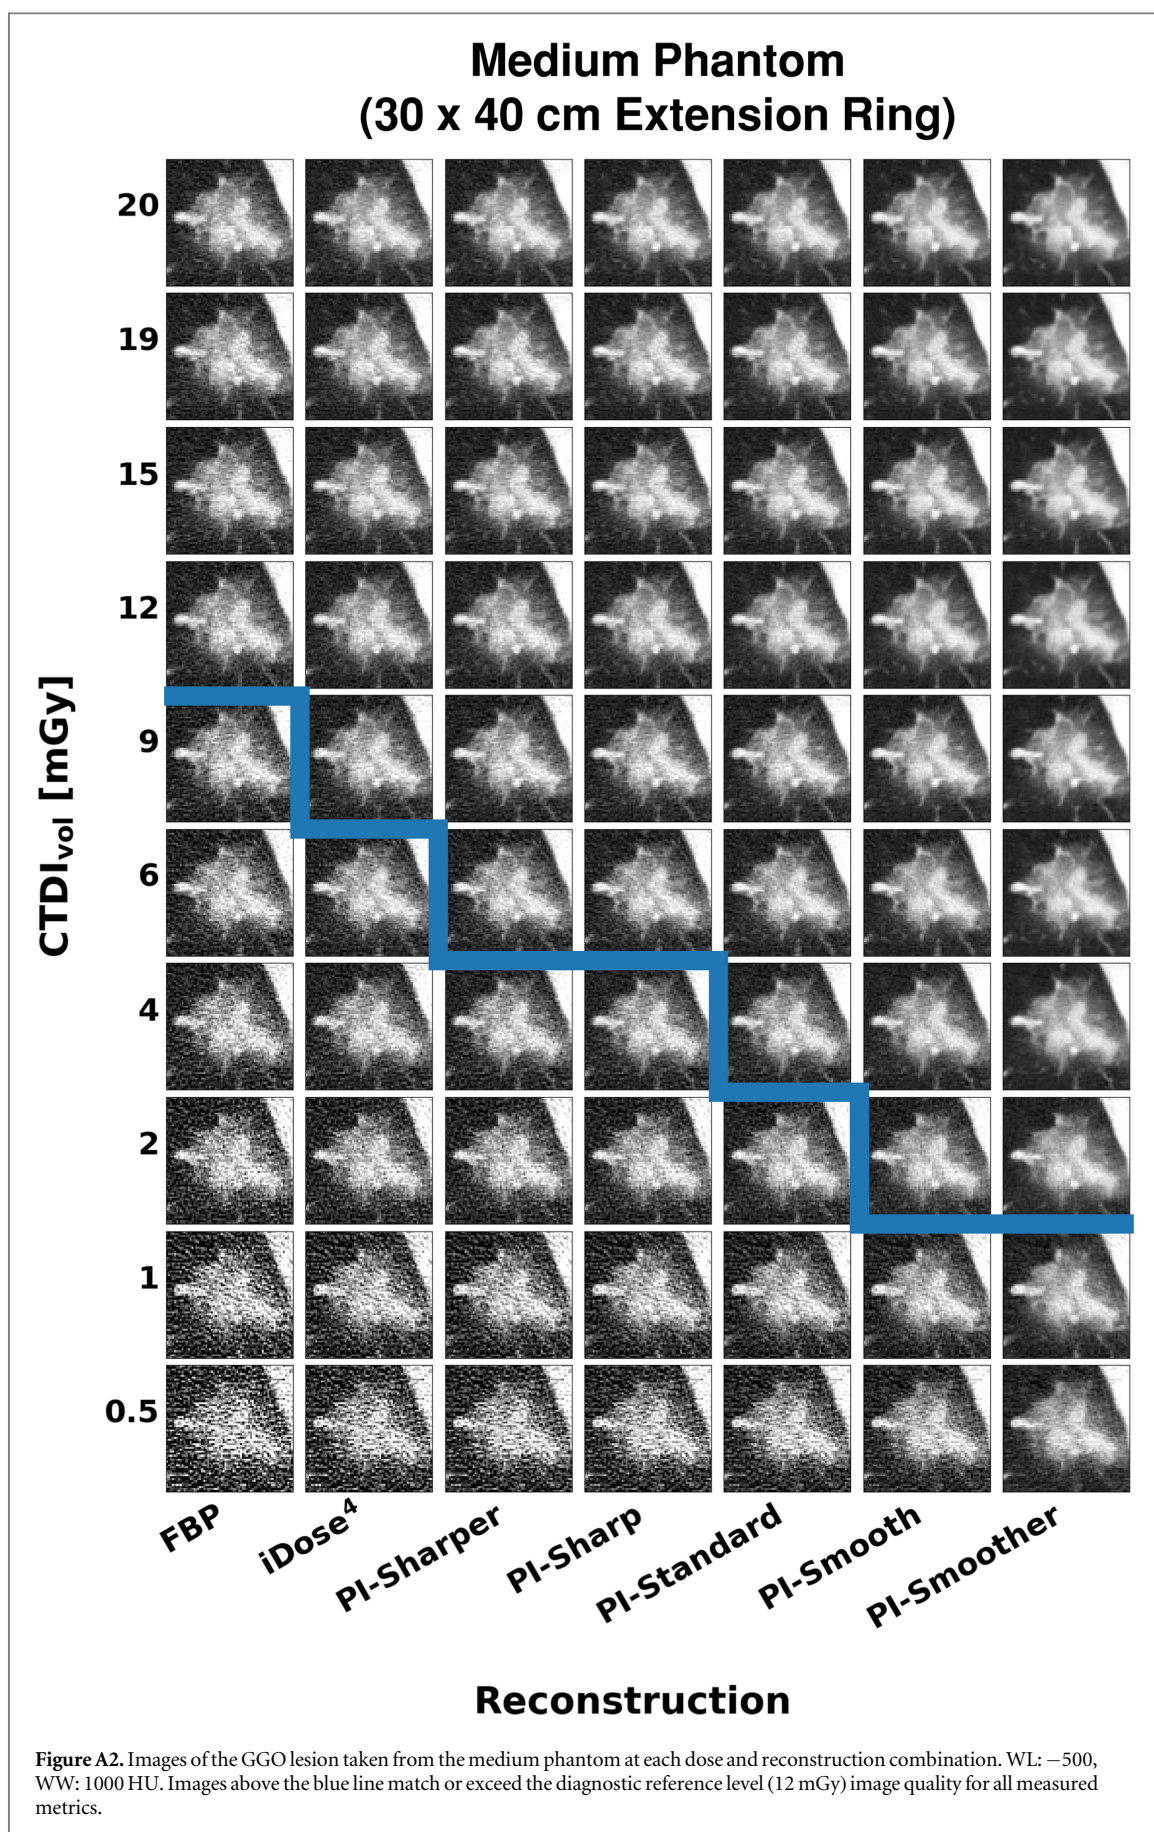 Medium Phantom
(30 x 40 cm Extension Ring)
20
19
15
12
9
6
4
2
1
0.5
CTDIvol [mGy]
FBP
iDose4
PI-Sharper
PI-Sharp
PI-Standard
PI-Smooth
PI-Smoother
Reconstruction
Figure A2. Images of the GGO lesion taken from the medium phantom at each dose and reconstruction combination. WL: −500,
WW: 1000 HU. Images above the blue line match or exceed the diagnostic reference level (12 mGy) image quality for all measured
metrics.